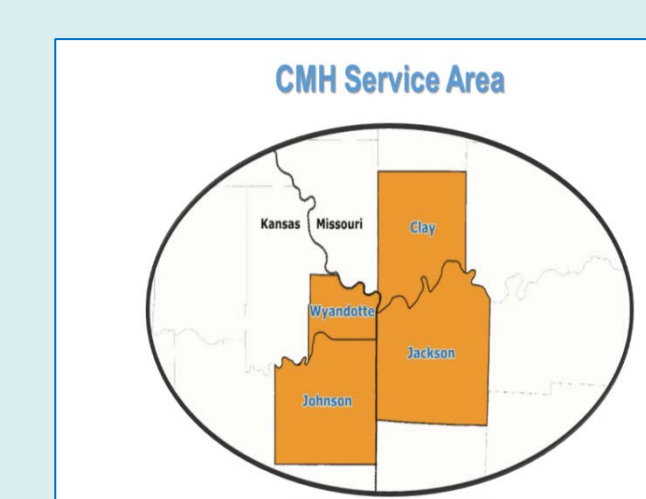 CMH Service Area
Kansas Missouri
Clay
Wyandotte
Jackson
Johnson